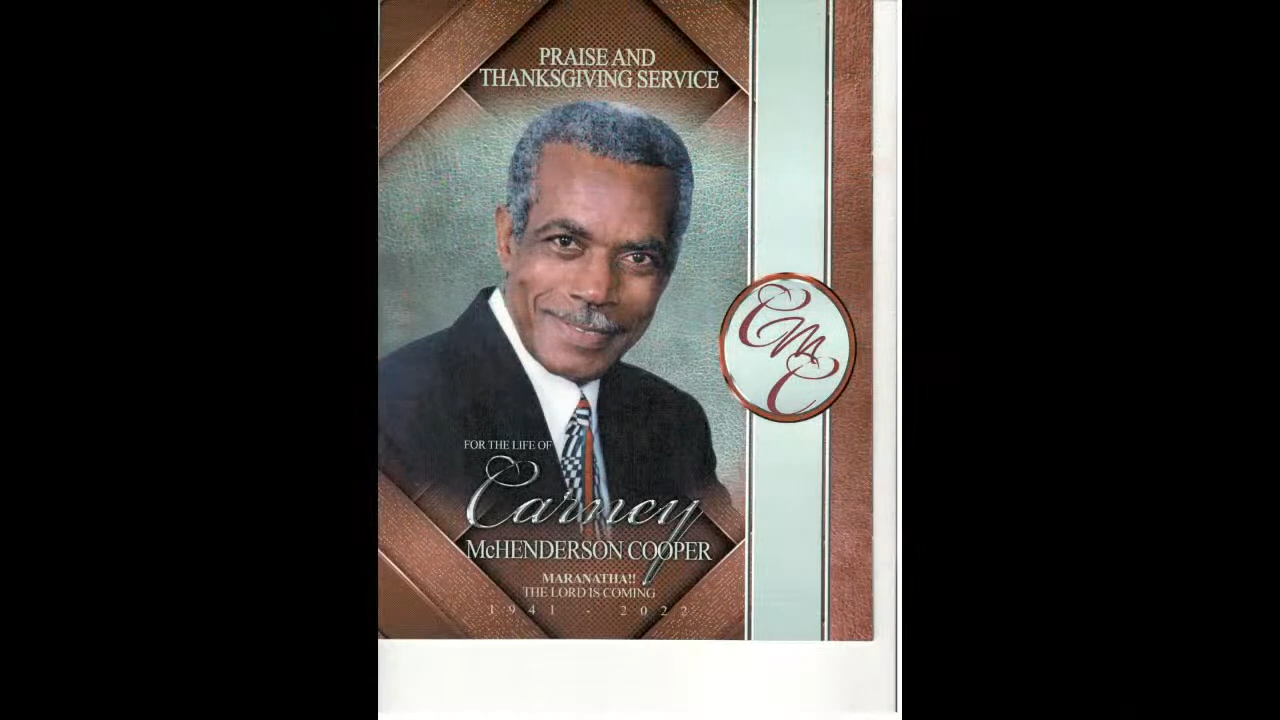 PRAISE AND
THANKSGIVING SERVICE
CMC
FOR THE LIFE OF
Carney
McHENDERSON COOPER
MARANATHA!!
THE LORD IS COMING
1941 - 2022